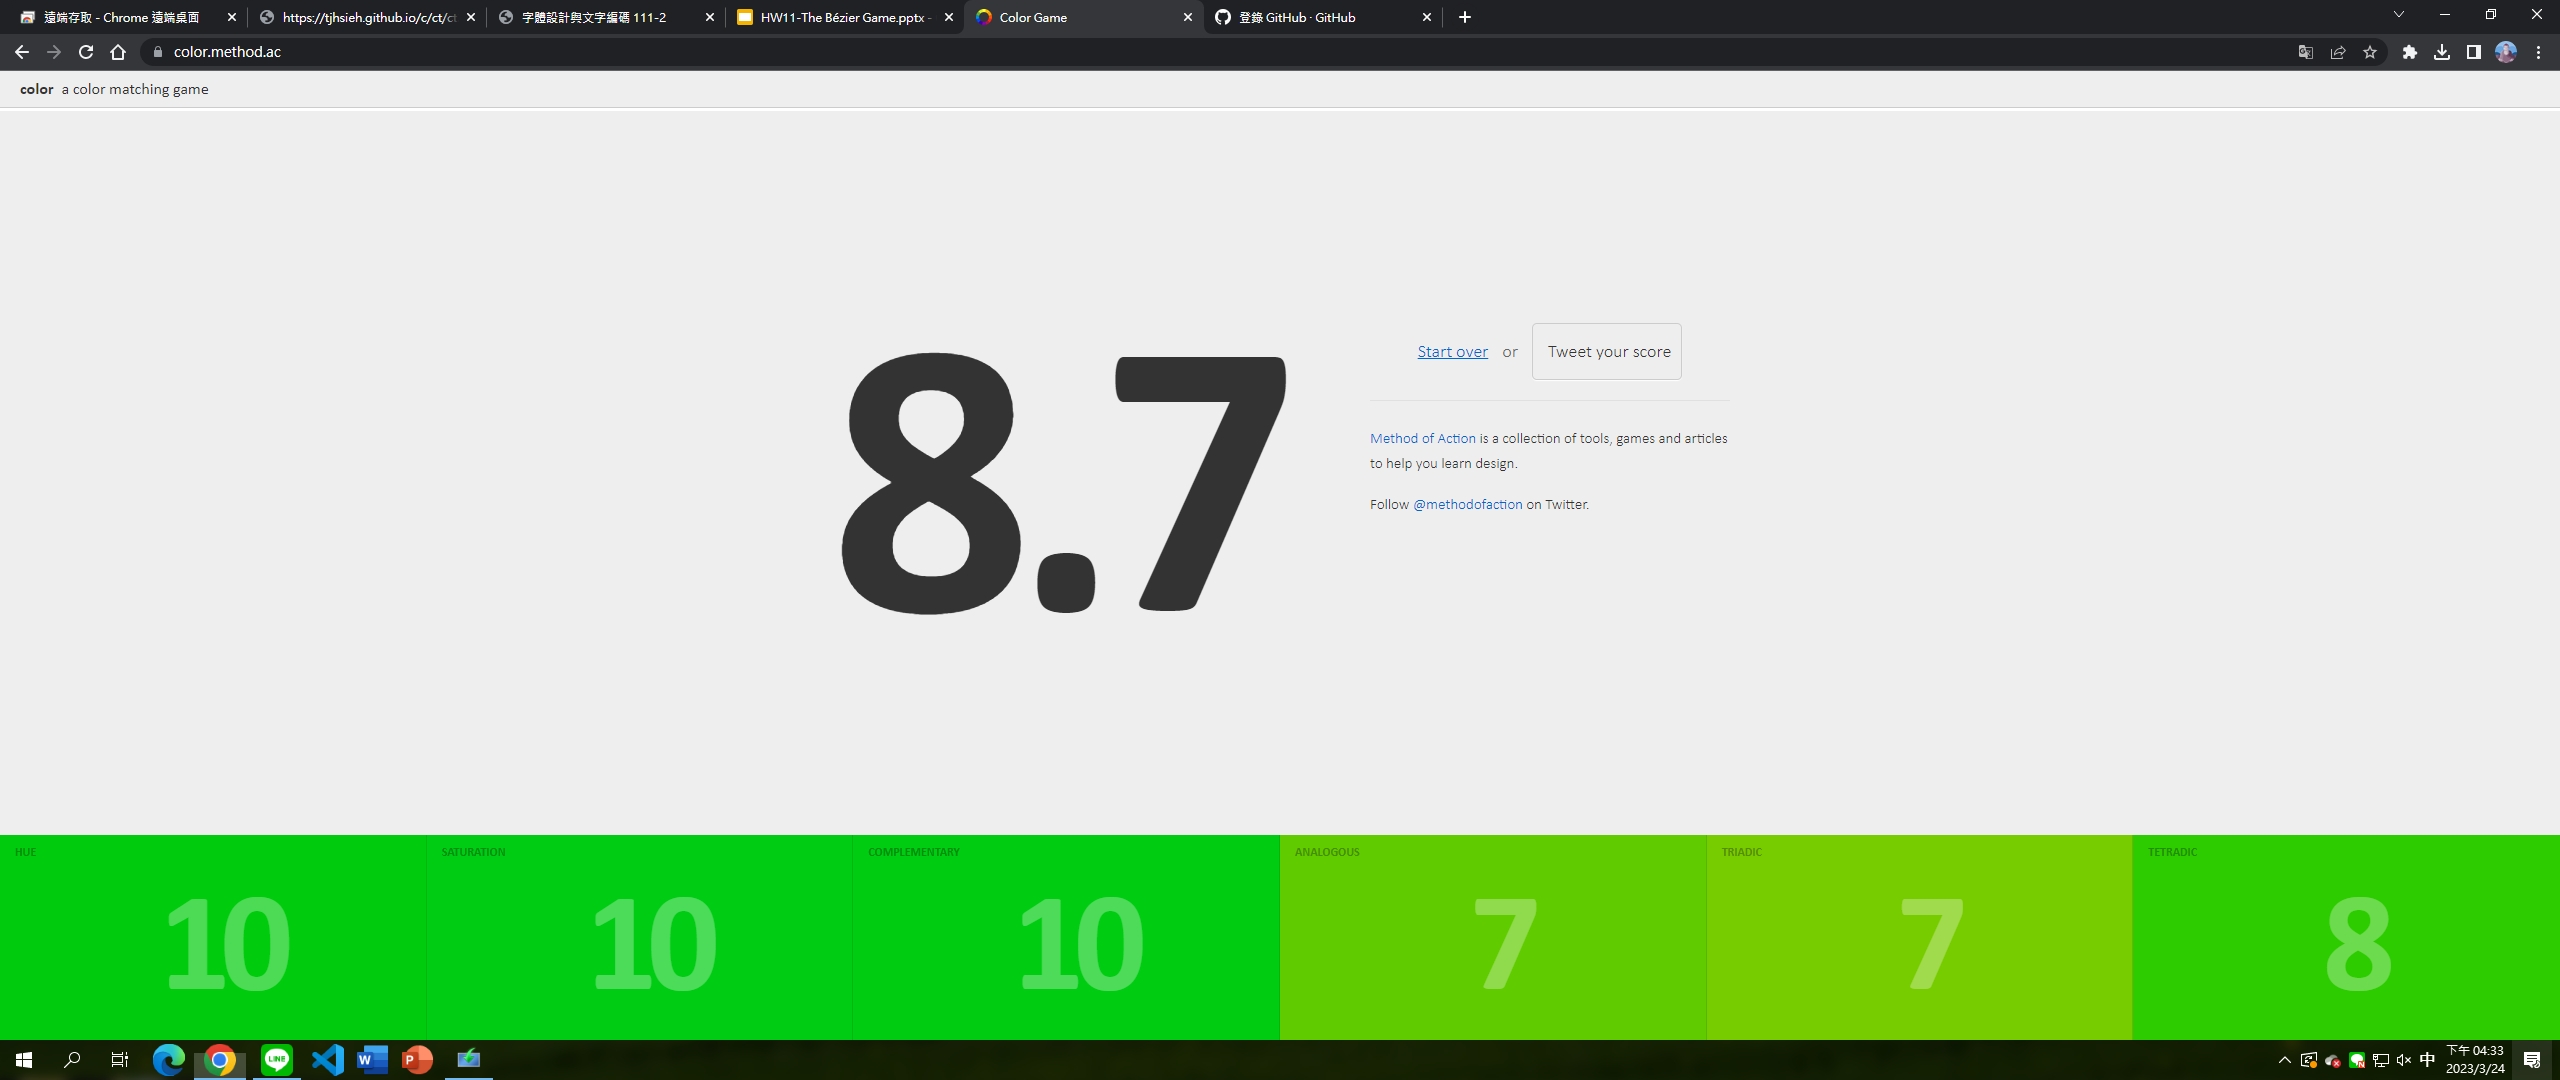 遠端存取 - Chrome 遠端桌面
https://tjhsieh.github.io/c/ct/ct
字體設計與文字編碼 111-2
HW11-The Bézier Game.pptx -
Color Game
登錄 GitHub · GitHub
color.method.ac
color a color matching game
8.7
Start over or Tweet your score
Method of Action is a collection of tools, games and articles
to help you learn design.
Follow @methodofaction on Twitter.
HUE
10
SATURATION
10
COMPLEMENTARY
10
ANALOGOUS
7
TRIADIC
7
TETRADIC
8
LINE
W
P
中
下午 04:33
2023/3/24